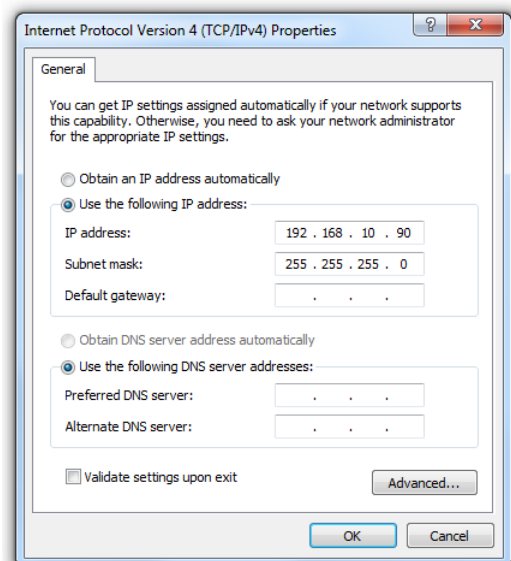 Internet Protocol Version 4 (TCP/IPv4) Properties
?
General
You can get IP settings assigned automatically if your network supports
this capability. Otherwise, you need to ask your network administrator
for the appropriate IP settings.
Obtain an IP address automatically
Use the following IP address:
IP address: 192 . 168 . 10 . 90
Subnet mask: 255 . 255 . 255 . 0
Default gateway: . . .
Obtain DNS server address automatically
Use the following DNS server addresses:
Preferred DNS server: . . .
Alternate DNS server: . . .
Validate settings upon exit Advanced...
OK Cancel